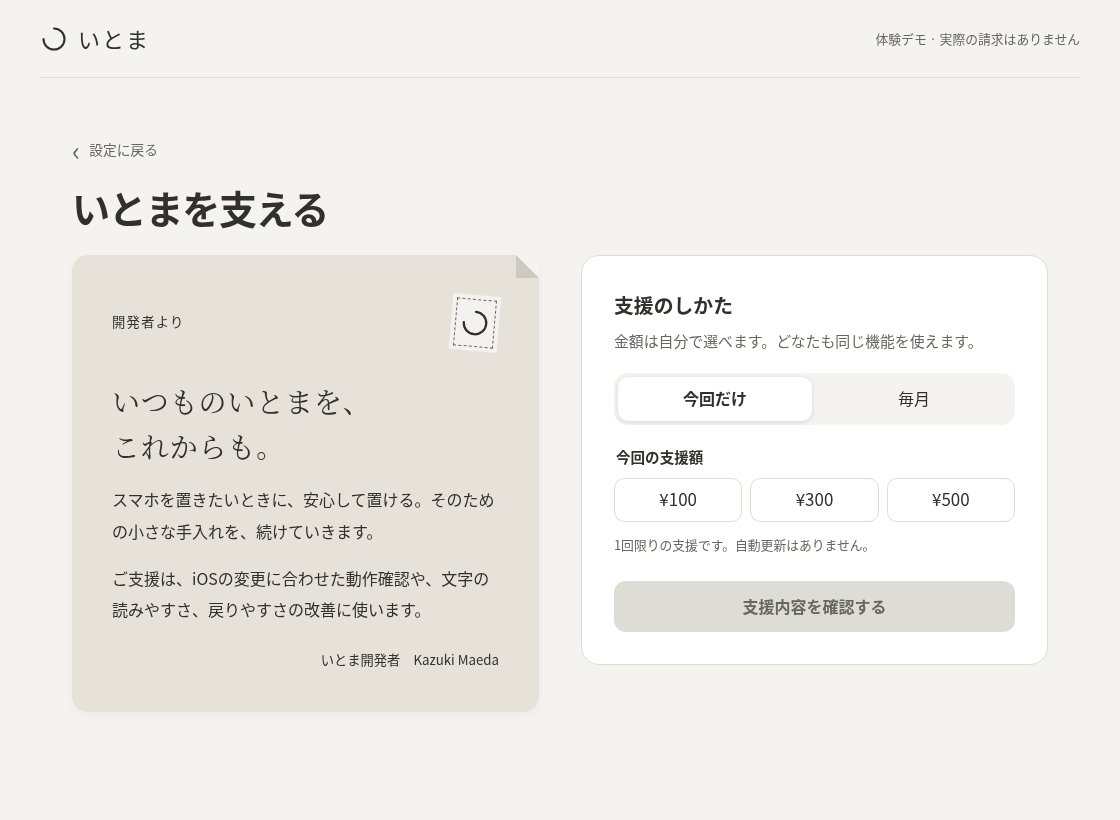 いとま
体験デモ · 実際の請求はありません
設定に戻る
いとまを支える
開発者より
いつものいとまを、
これからも。
スマホを置きたいときに、安心して置ける。そのため
の小さな手入れを、続けていきます。
ご支援は、iOSの変更に合わせた動作確認や、文字の
読みやすさ、戻りやすさの改善に使います。
いとま開発者　Kazuki Maeda
支援のしかた
金額は自分で選べます。どなたも同じ機能を使えます。
今回だけ
毎月
今回の支援額
¥100
¥300
¥500
1回限りの支援です。自動更新はありません。
支援内容を確認する